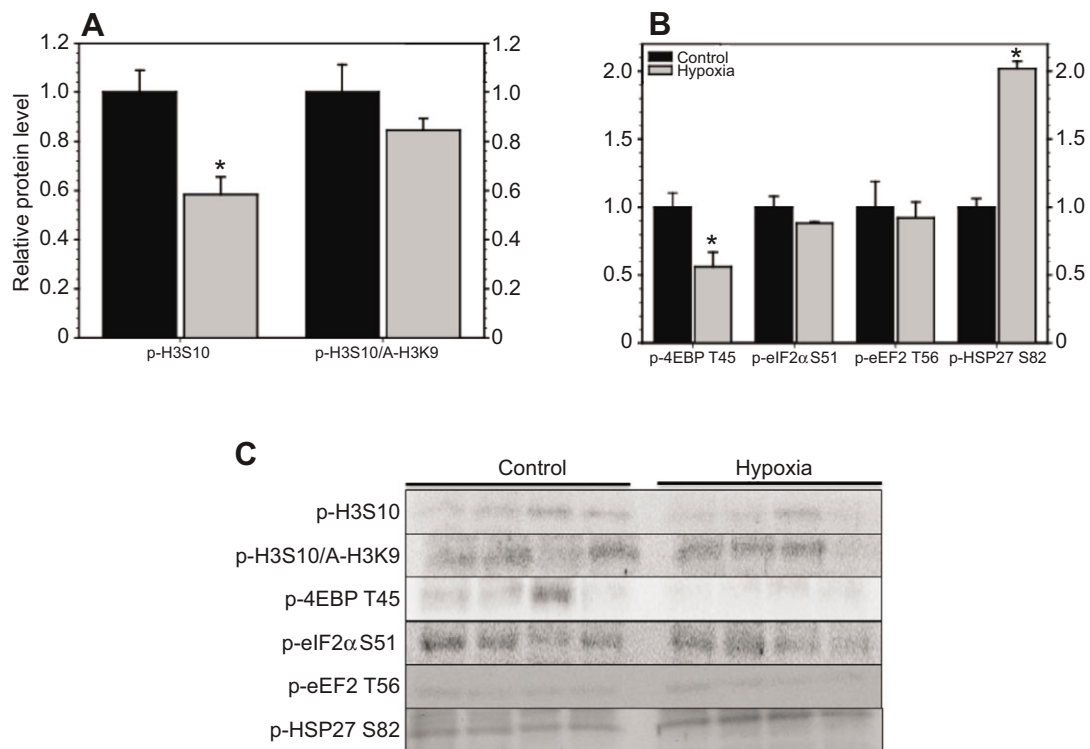 A
1.2
1.0
0.8
0.6
0.4
0.2
0
Relative protein level
*
1.2
1.0
0.8
0.6
0.4
0.2
0
p-H3S10 p-H3S10/A-H3K9
B
Control
Hypoxia
2.0
1.5
1.0
0.5
0
*
*
2.0
1.5
1.0
0.5
0
p-4EBP T45 p-eIF2α S51 p-eEF2 T56 p-HSP27 S82
C
Control Hypoxia
p-H3S10
p-H3S10/A-H3K9
p-4EBP T45
p-eIF2α S51
p-eEF2 T56
p-HSP27 S82